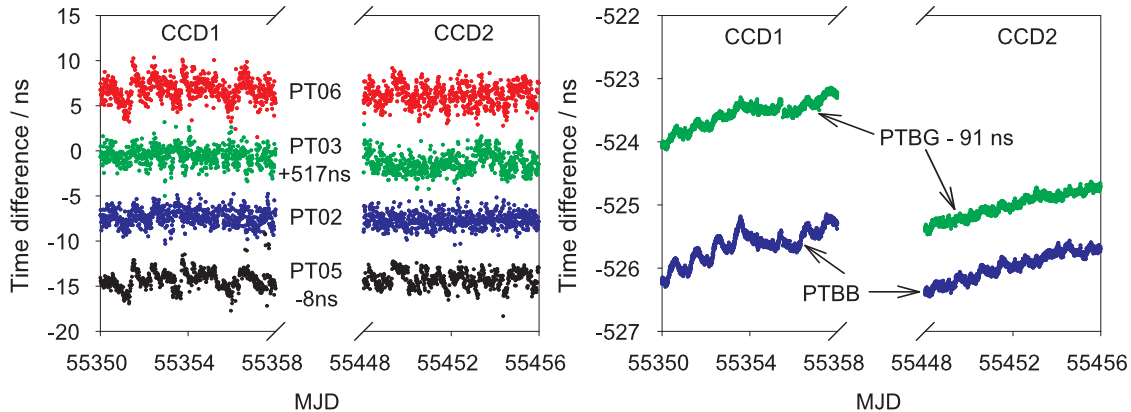 Time difference / ns
15
10
5
0
-5
-10
-15
-20
CCD1
CCD2
PT06
PT03
+517ns
PT02
PT05
-8ns
55350
55354
55358
55448
55452
55456
MJD
Time difference / ns
-522
-523
-524
-525
-526
-527
CCD1
CCD2
PTBG - 91 ns
PTBB
55350
55354
55358
55448
55452
55456
MJD